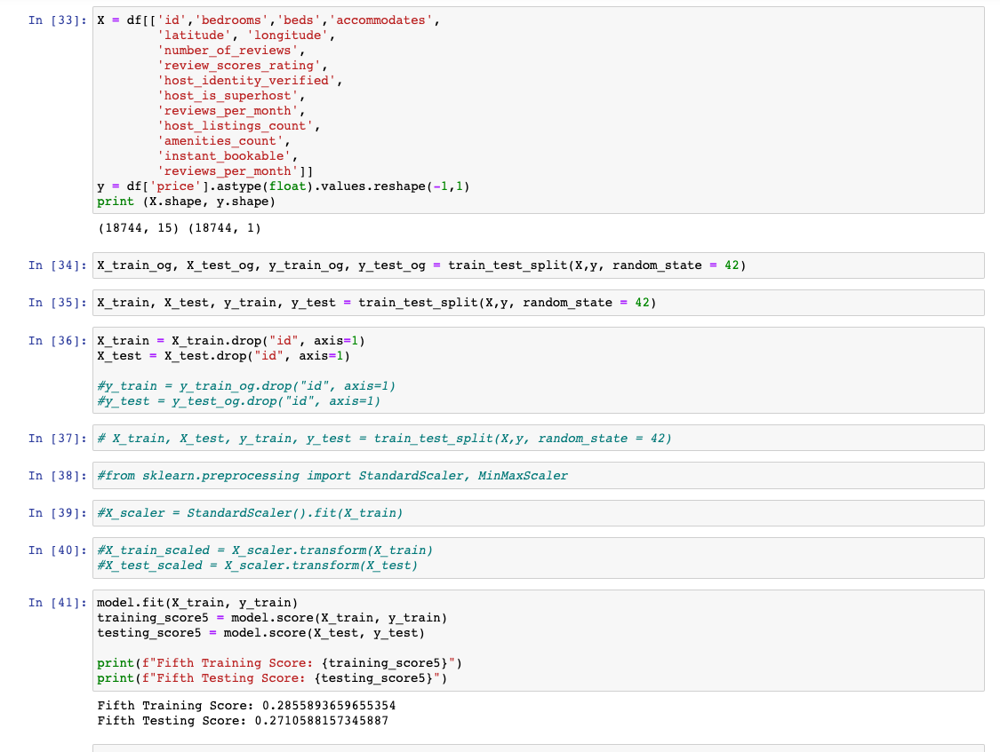 In [33]: X = df[['id','bedrooms','beds','accommodates',
'latitude', 'longitude',
'number_of_reviews',
'review_scores_rating',
'host_identity_verified',
'host_is_superhost',
'reviews_per_month',
'host_listings_count',
'amenities_count',
'instant_bookable',
'reviews_per_month']]
y = df['price'].astype(float).values.reshape(-1,1)
print (X.shape, y.shape)
(18744, 15) (18744, 1)
In [34]: X_train_og, X_test_og, y_train_og, y_test_og = train_test_split(X,y, random_state = 42)
In [35]: X_train, X_test, y_train, y_test = train_test_split(X,y, random_state = 42)
In [36]: X_train = X_train.drop("id", axis=1)
X_test = X_test.drop("id", axis=1)
#y_train = y_train_og.drop("id", axis=1)
#y_test = y_test_og.drop("id", axis=1)
In [37]: # X_train, X_test, y_train, y_test = train_test_split(X,y, random_state = 42)
In [38]: #from sklearn.preprocessing import StandardScaler, MinMaxScaler
In [39]: #X_scaler = StandardScaler().fit(X_train)
In [40]: #X_train_scaled = X_scaler.transform(X_train)
#X_test_scaled = X_scaler.transform(X_test)
In [41]: model.fit(X_train, y_train)
training_score5 = model.score(X_train, y_train)
testing_score5 = model.score(X_test, y_test)
print(f"Fifth Training Score: {training_score5}")
print(f"Fifth Testing Score: {testing_score5}")
Fifth Training Score: 0.2855893659655354
Fifth Testing Score: 0.2710588157345887